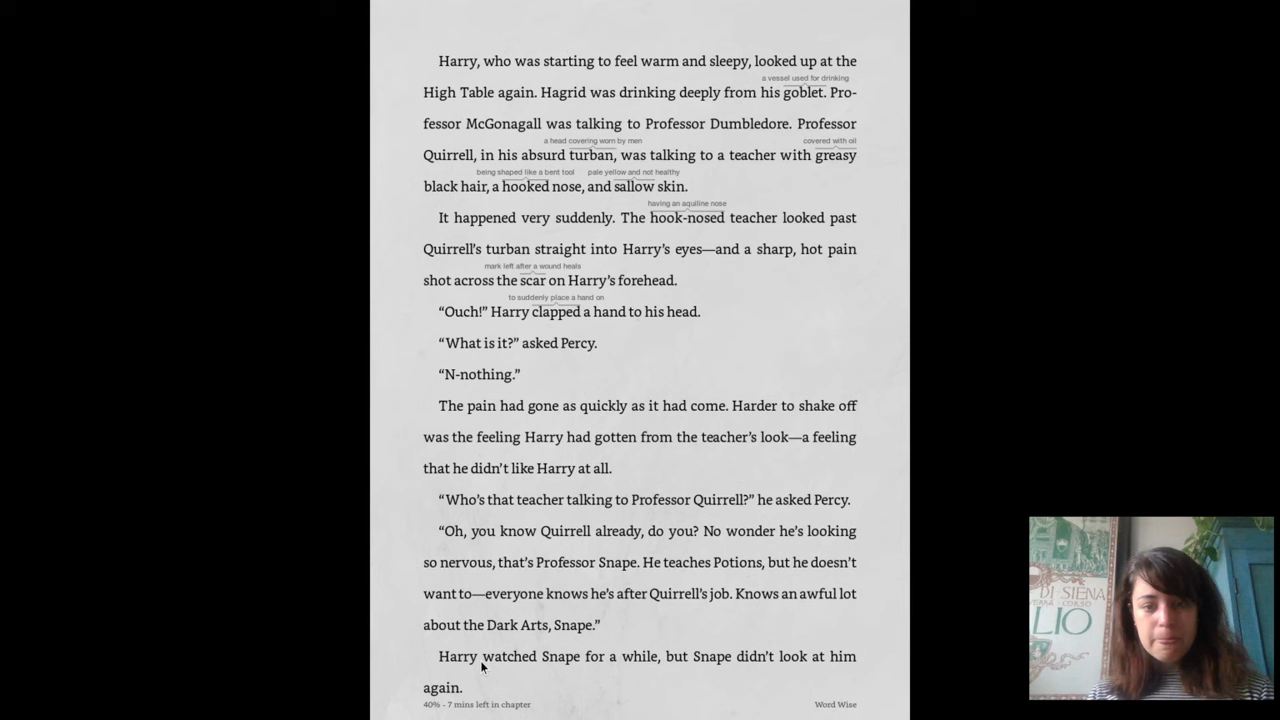 Harry, who was starting to feel warm and sleepy, looked up at the
a vessel used for drinking
High Table again. Hagrid was drinking deeply from his goblet. Pro-
fessor McGonagall was talking to Professor Dumbledore. Professor
a head covering worn by men covered with oil
Quirrell, in his absurd turban, was talking to a teacher with greasy
being shaped like a bent tool pale yellow and not healthy
black hair, a hooked nose, and sallow skin.
having an aquiline nose
It happened very suddenly. The hook-nosed teacher looked past
Quirrell’s turban straight into Harry’s eyes—and a sharp, hot pain
mark left after a wound heals
shot across the scar on Harry’s forehead.
to suddenly place a hand on
“Ouch!” Harry clapped a hand to his head.
“What is it?” asked Percy.
“N-nothing.”
The pain had gone as quickly as it had come. Harder to shake off
was the feeling Harry had gotten from the teacher’s look—a feeling
that he didn’t like Harry at all.
“Who’s that teacher talking to Professor Quirrell?” he asked Percy.
“Oh, you know Quirrell already, do you? No wonder he’s looking
so nervous, that’s Professor Snape. He teaches Potions, but he doesn’t
want to—everyone knows he’s after Quirrell’s job. Knows an awful lot
about the Dark Arts, Snape.”
Harry watched Snape for a while, but Snape didn’t look at him
again.
40% - 7 mins left in chapter Word Wise
DI SIENA
CORSO
LIO